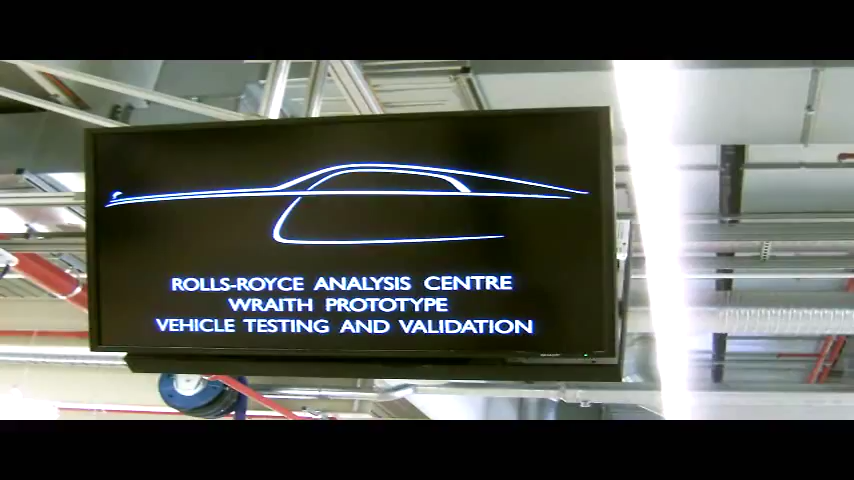 ROLLS-ROYCE ANALYSIS CENTRE
WRAITH PROTOTYPE
VEHICLE TESTING AND VALIDATION